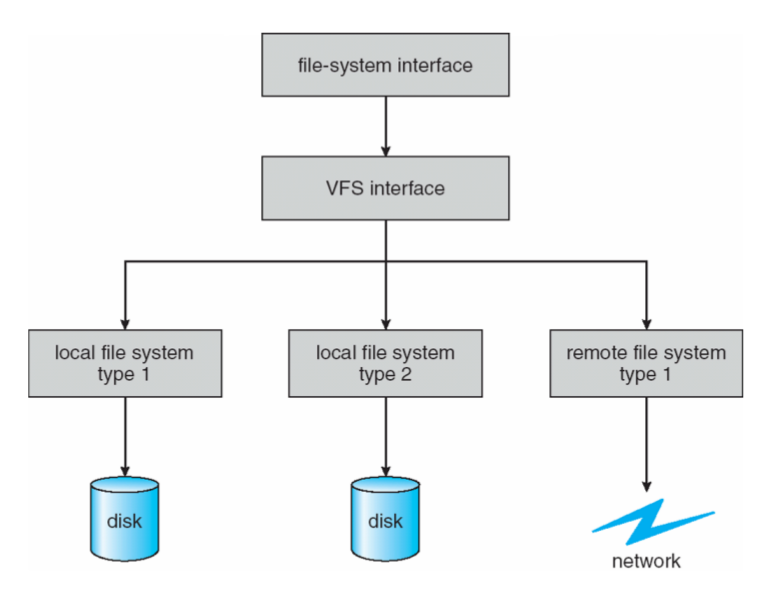 file-system interface
VFS interface
local file system
type 1
local file system
type 2
remote file system
type 1
disk
disk
network